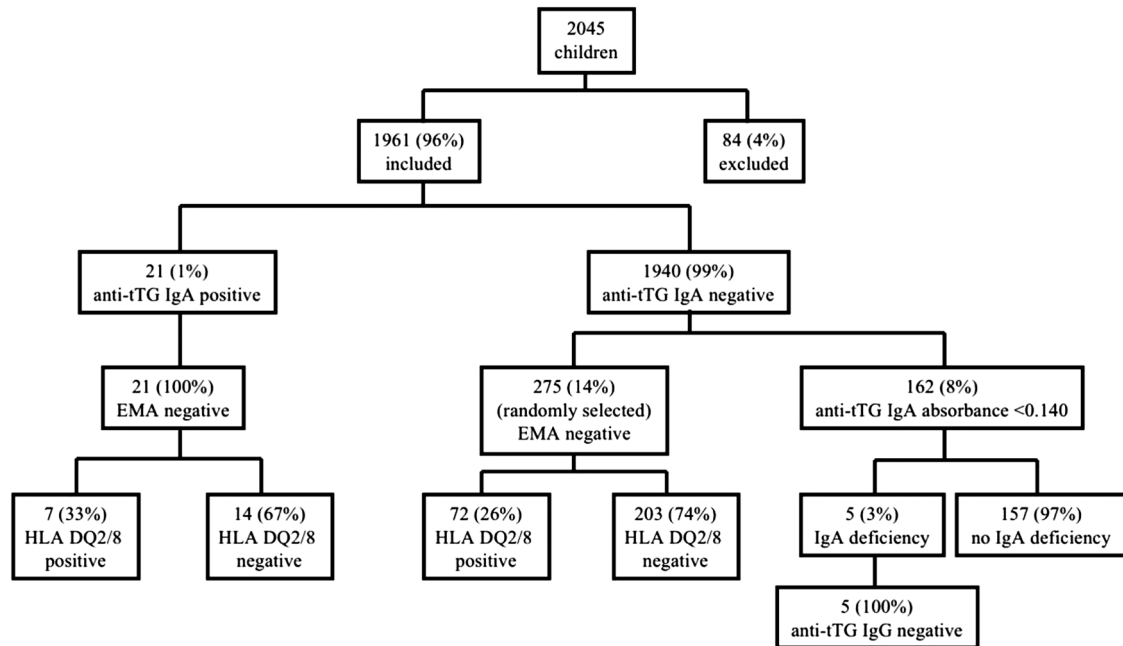 2045
children
1961 (96%)
included
84 (4%)
excluded
21 (1%)
anti-tTG IgA positive
1940 (99%)
anti-tTG IgA negative
21 (100%)
EMA negative
275 (14%)
(randomly selected)
EMA negative
162 (8%)
anti-tTG IgA absorbance <0.140
7 (33%)
HLA DQ2/8
positive
14 (67%)
HLA DQ2/8
negative
72 (26%)
HLA DQ2/8
positive
203 (74%)
HLA DQ2/8
negative
5 (3%)
IgA deficiency
157 (97%)
no IgA deficiency
5 (100%)
anti-tTG IgG negative